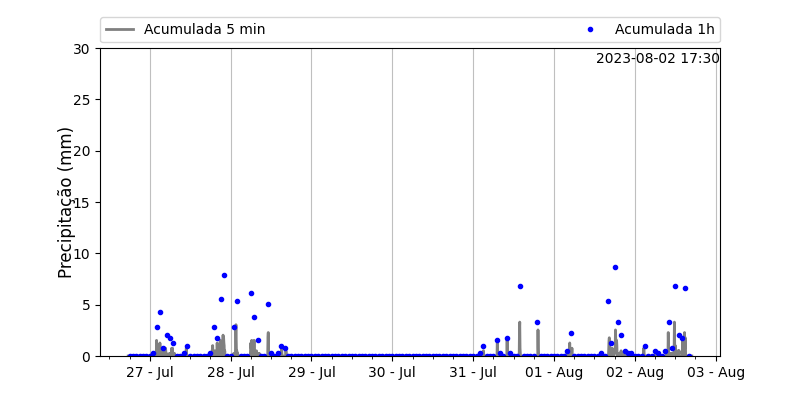 Acumulada 5 min
Acumulada 1h
2023-08-02 17:30
Precipitação (mm)
30
25
20
15
10
5
0
27 - Jul
28 - Jul
29 - Jul
30 - Jul
31 - Jul
01 - Aug
02 - Aug
03 - Aug